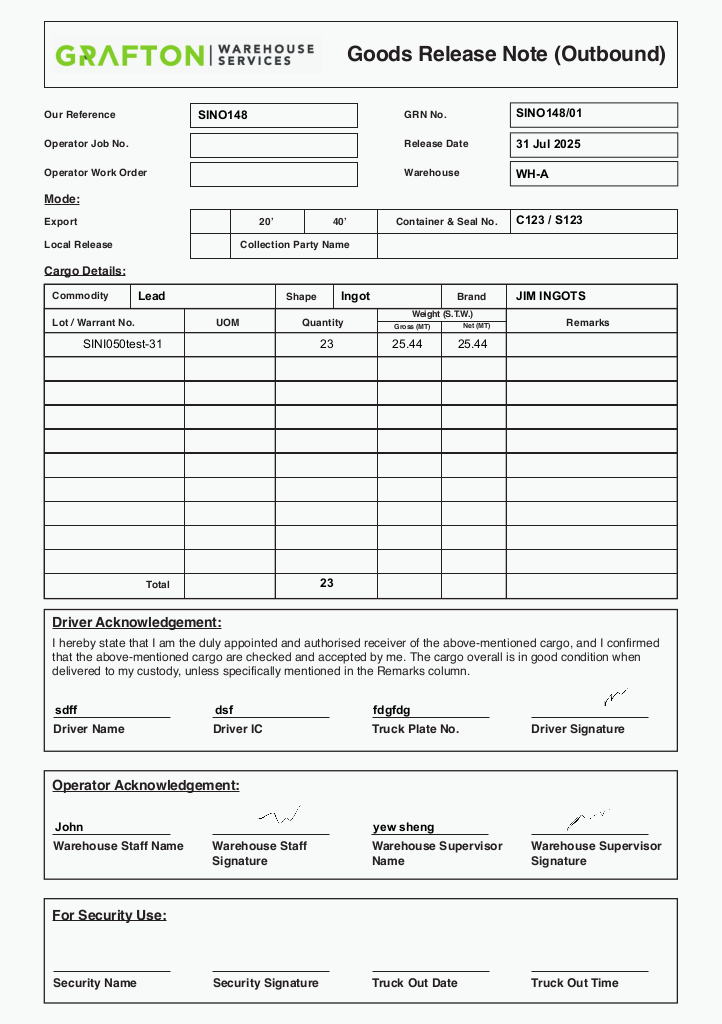 GRAFTON | WAREHOUSE SERVICES
Goods Release Note (Outbound)
Our Reference SINO148 GRN No. SINO148/01
Operator Job No. Release Date 31 Jul 2025
Operator Work Order Warehouse WH-A
Mode:
Export 20' 40' Container & Seal No. C123 / S123
Local Release Collection Party Name
Cargo Details:
Commodity Lead Shape Ingot Brand JIM INGOTS
Lot / Warrant No. UOM Quantity Weight (S.T.W.) Gross (MT) Net (MT) Remarks
SINI050test-31 23 25.44 25.44
Total 23
Driver Acknowledgement:
I hereby state that I am the duly appointed and authorised receiver of the above-mentioned cargo, and I confirmed
that the above-mentioned cargo are checked and accepted by me. The cargo overall is in good condition when
delivered to my custody, unless specifically mentioned in the Remarks column.
sdff dsf fdgfdg
Driver Name Driver IC Truck Plate No. Driver Signature
Operator Acknowledgement:
John yew sheng
Warehouse Staff Name Warehouse Staff Signature Warehouse Supervisor Name Warehouse Supervisor Signature
For Security Use:
Security Name Security Signature Truck Out Date Truck Out Time